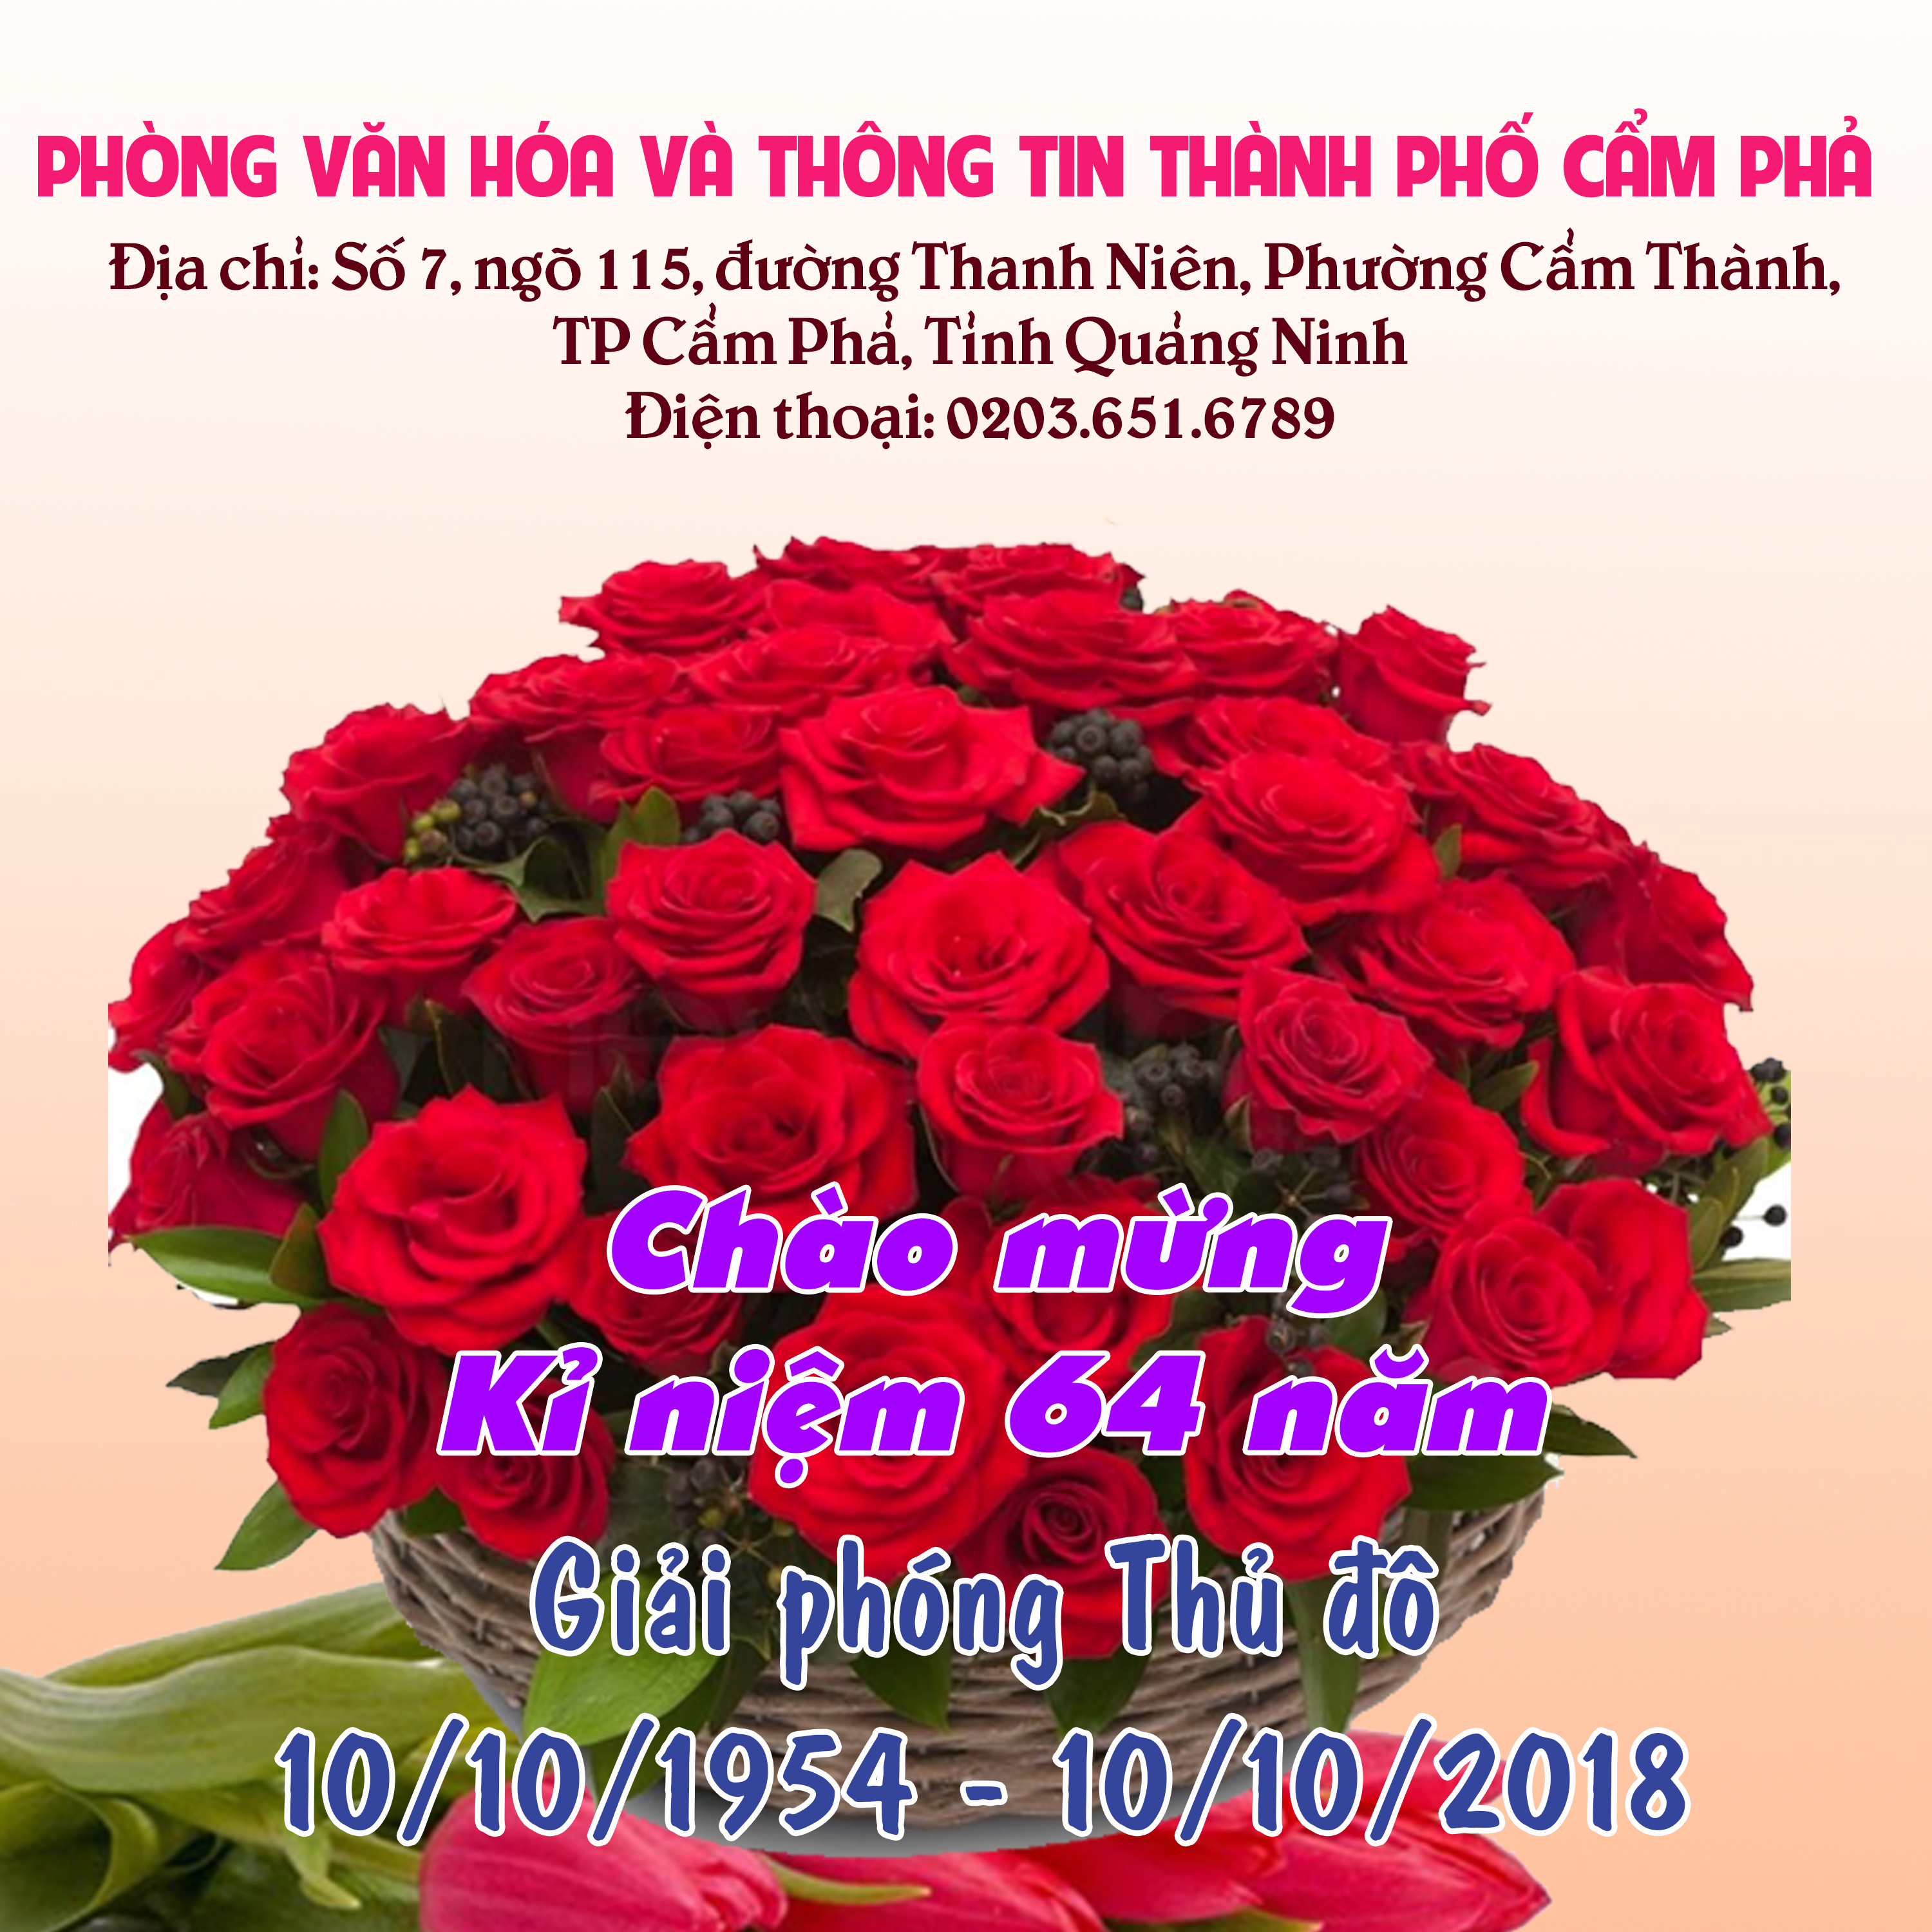 PHÒNG VĂN HÓA VÀ THÔNG TIN THÀNH PHỐ CẨM PHẢ
Địa chỉ: Số 7, ngõ 115, đường Thanh Niên, Phường Cẩm Thành,
TP Cẩm Phả, Tỉnh Quảng Ninh
Điện thoại: 0203.651.6789
Chào mừng
Kỉ niệm 64 năm
Giải phóng Thủ đô
10/10/1954 - 10/10/2018